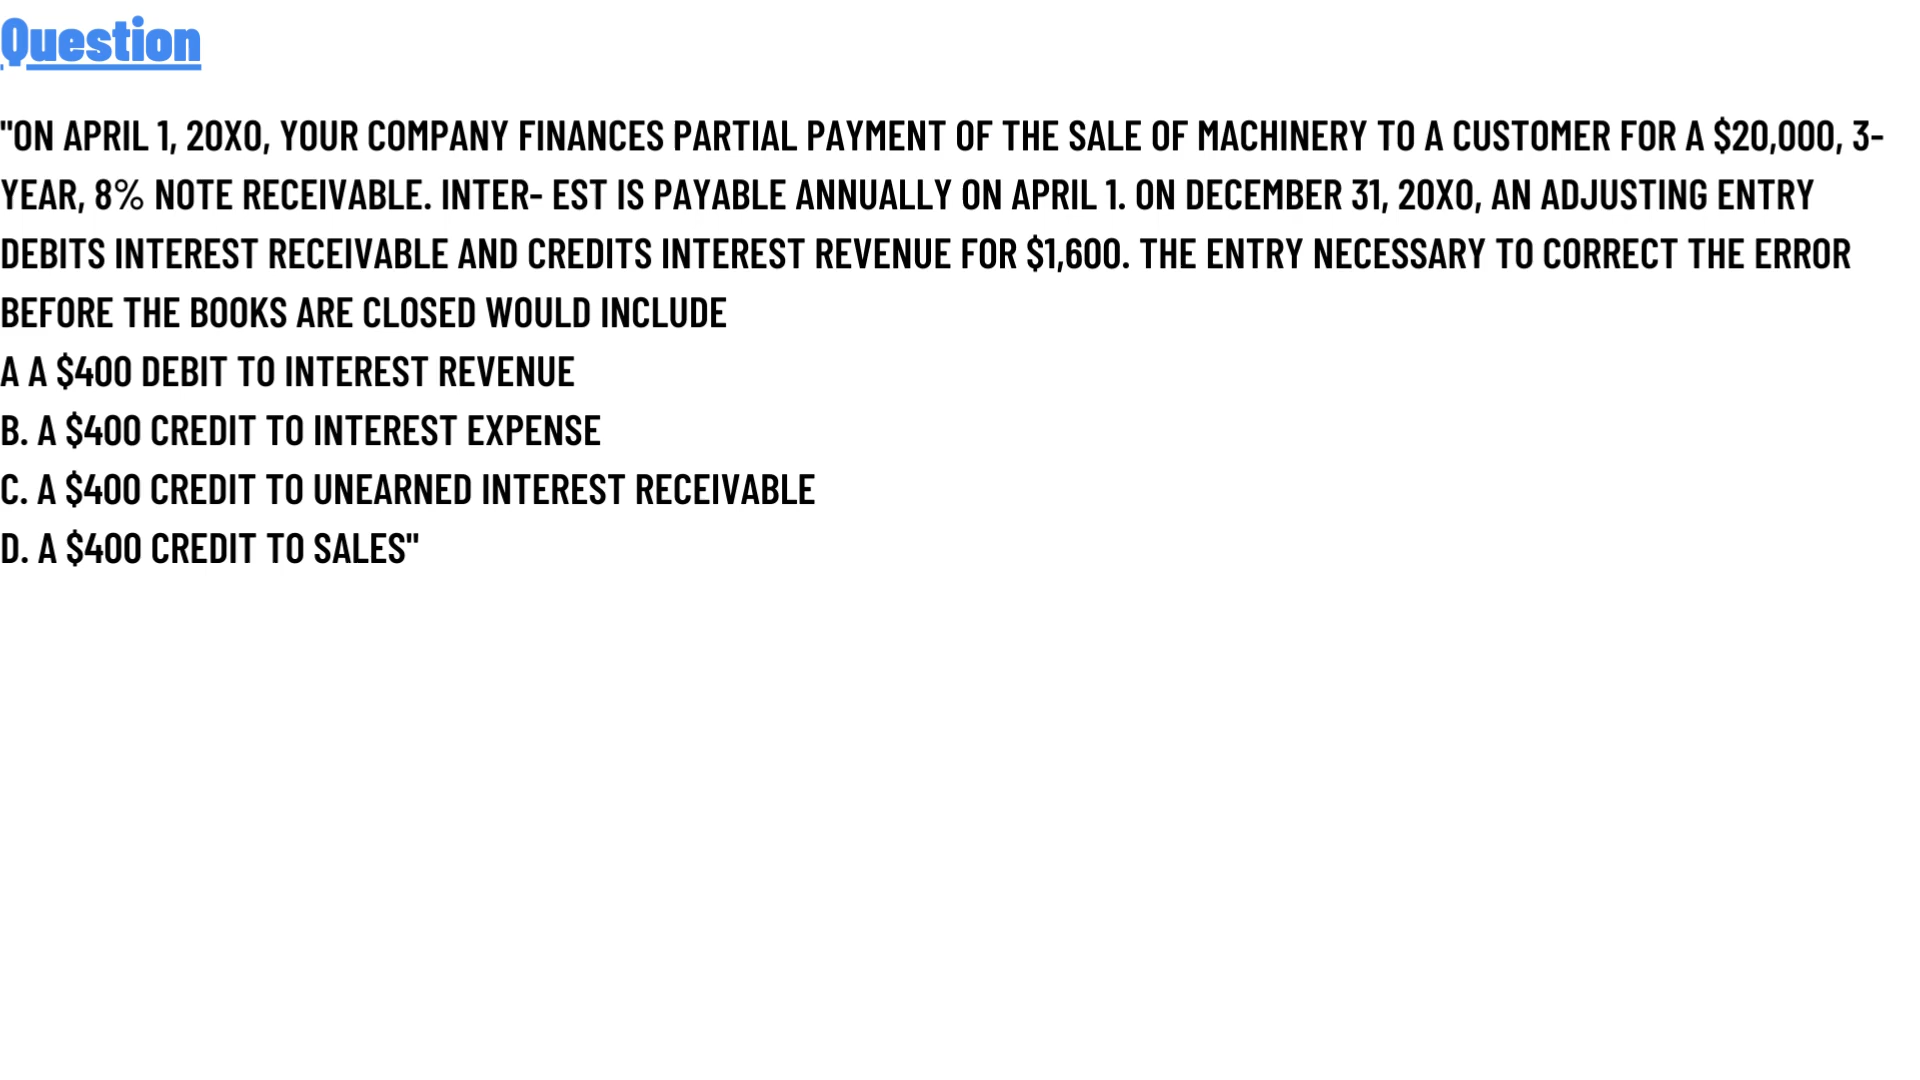 Question
"ON APRIL 1, 20X0, YOUR COMPANY FINANCES PARTIAL PAYMENT OF THE SALE OF MACHINERY TO A CUSTOMER FOR A $20,000, 3-
YEAR, 8% NOTE RECEIVABLE. INTER- EST IS PAYABLE ANNUALLY ON APRIL 1. ON DECEMBER 31, 20X0, AN ADJUSTING ENTRY
DEBITS INTEREST RECEIVABLE AND CREDITS INTEREST REVENUE FOR $1,600. THE ENTRY NECESSARY TO CORRECT THE ERROR
BEFORE THE BOOKS ARE CLOSED WOULD INCLUDE
A A $400 DEBIT TO INTEREST REVENUE
B. A $400 CREDIT TO INTEREST EXPENSE
C. A $400 CREDIT TO UNEARNED INTEREST RECEIVABLE
D. A $400 CREDIT TO SALES"